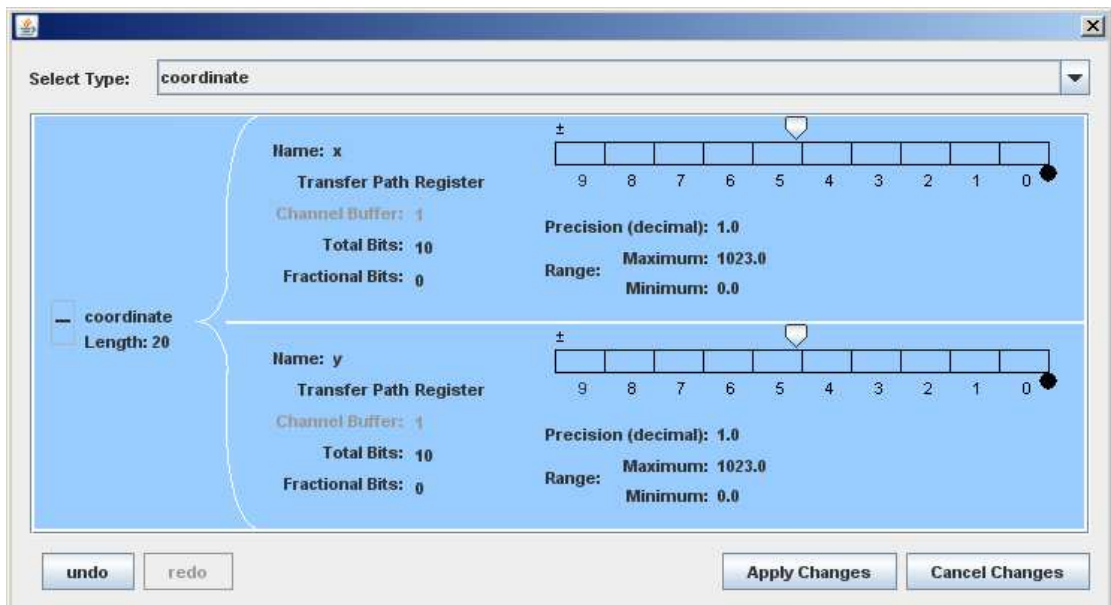 Select Type: coordinate
Name: x
Transfer Path Register
Channel Buffer: 1
Total Bits: 10
Fractional Bits: 0
±
9 8 7 6 5 4 3 2 1 0
Precision (decimal): 1.0
Range:
Maximum: 1023.0
Minimum: 0.0
coordinate
Length: 20
Name: y
Transfer Path Register
Channel Buffer: 1
Total Bits: 10
Fractional Bits: 0
±
9 8 7 6 5 4 3 2 1 0
Precision (decimal): 1.0
Range:
Maximum: 1023.0
Minimum: 0.0
undo redo Apply Changes Cancel Changes